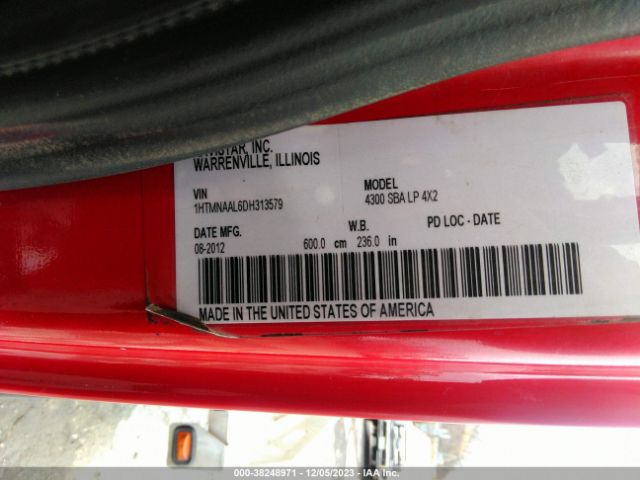 INC.
WARRENVILLE, ILLINOIS
VIN
1HTMNAAL6DH313579
MODEL
4300 SBA LP 4X2
DATE MFG.
08-2012
W.B.
600.0 cm 236.0 in
PD LOC - DATE
MADE IN THE UNITED STATES OF AMERICA
000-38248971 - 12/05/2023 - IAA Inc.